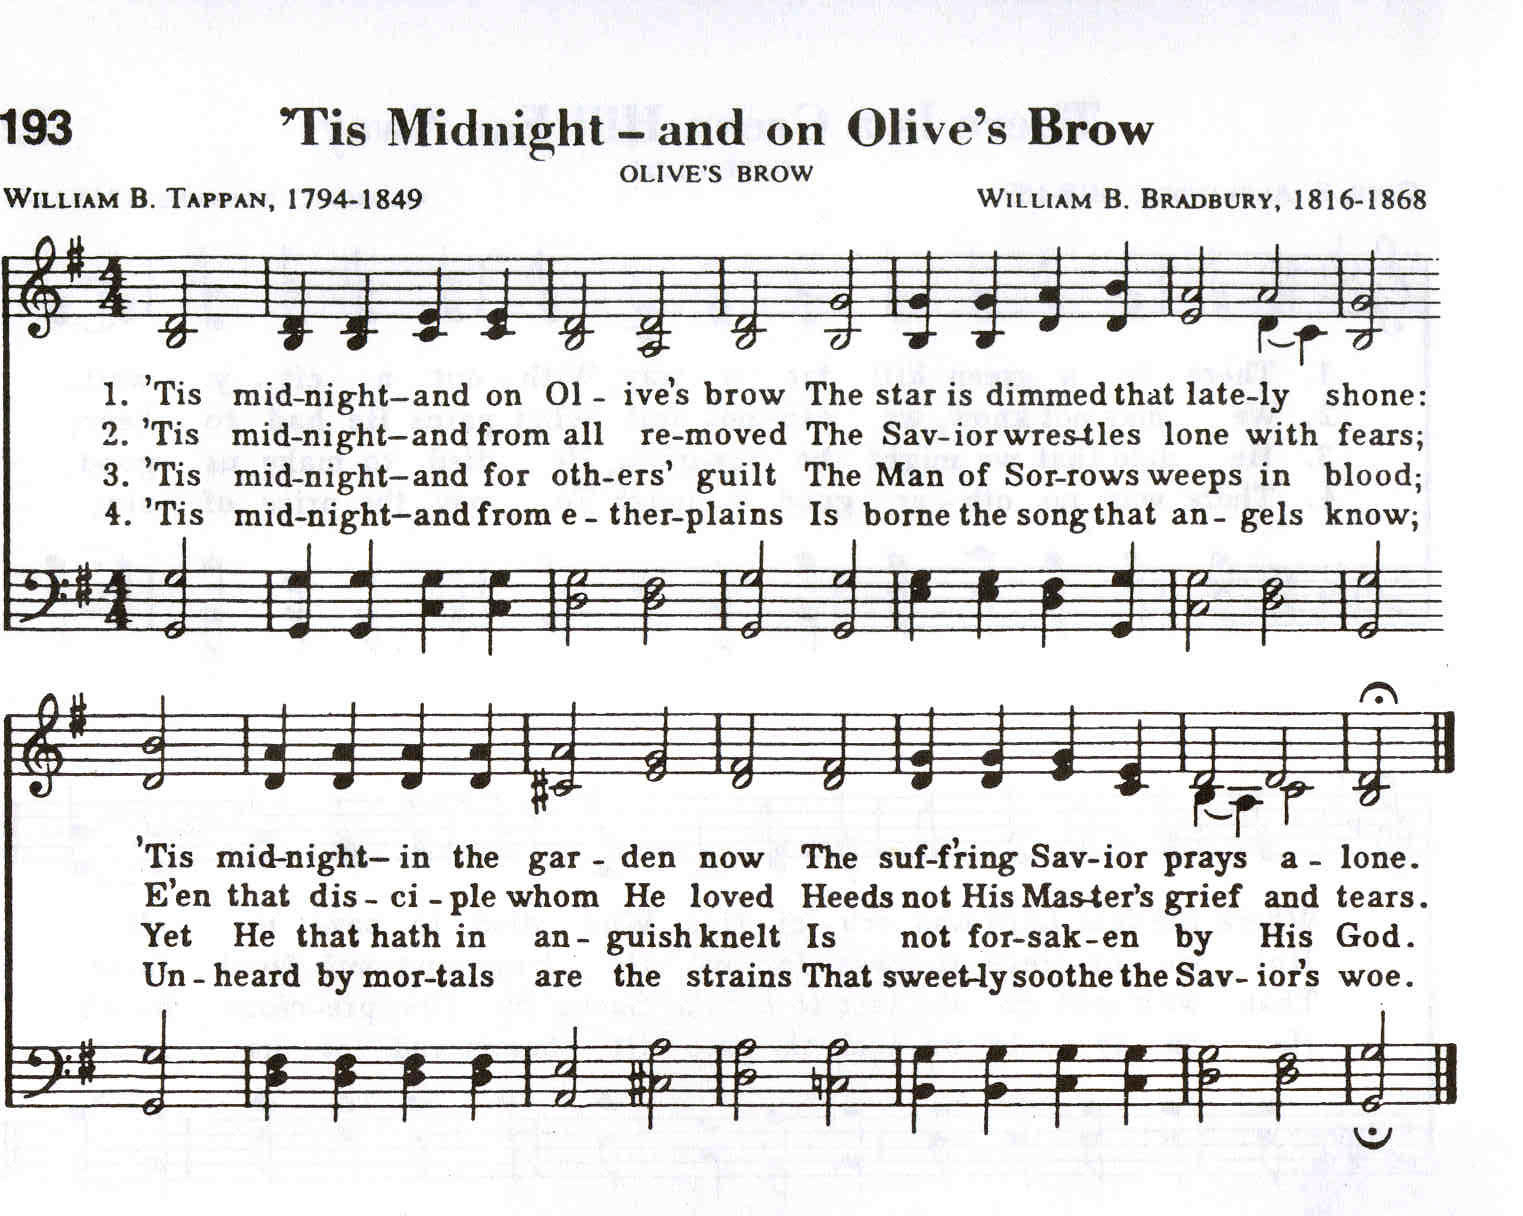 193 'Tis Midnight–and on Olive's Brow
OLIVE'S BROW
WILLIAM B. TAPPAN, 1794-1849 WILLIAM B. BRADBURY, 1816-1868
1. 'Tis mid-night–and on Ol - ive's brow The star is dimmed that late-ly shone:
2. 'Tis mid-night–and from all re-moved The Sav-ior wres-tles lone with fears;
3. 'Tis mid-night–and for oth-ers' guilt The Man of Sor-rows weeps in blood;
4. 'Tis mid-night–and from e - ther-plains Is borne the song that an - gels know;
'Tis mid-night– in the gar - den now The suf-f'ring Sav-ior prays a - lone.
E'en that dis - ci - ple whom He loved Heeds not His Mas-ter's grief and tears.
Yet He that hath in an - guish knelt Is not for-sak-en by His God.
Un - heard by mor-tals are the strains That sweet-ly soothe the Sav - ior's woe.